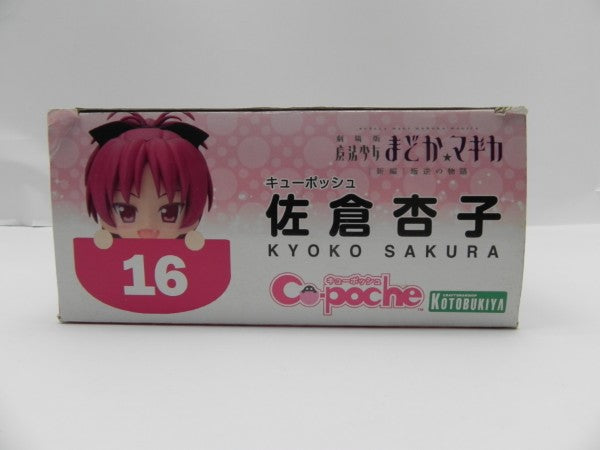 劇場版
魔法少女まどか★マギカ
新編 叛逆の物語
キューポッシュ
佐倉杏子
KYOKO SAKURA
16
キューポッシュ
Cu-poche
TM
KOTOBUKIYA